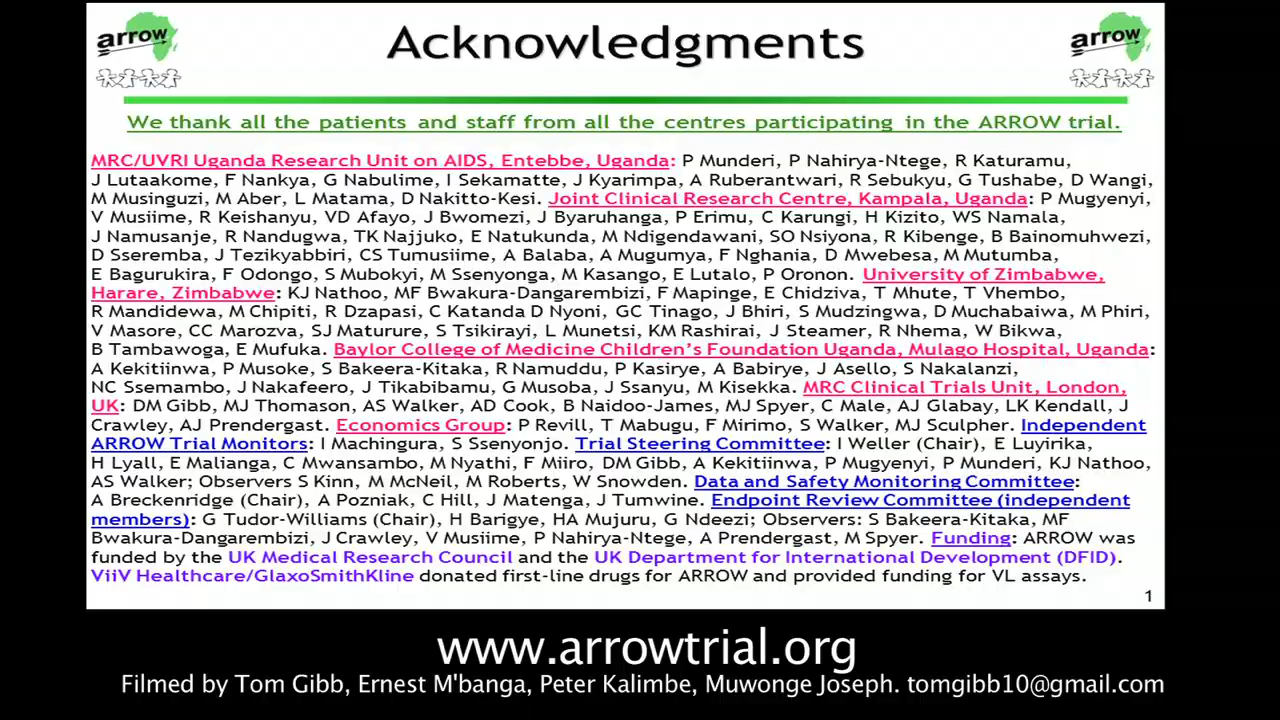 arrow
Acknowledgments
arrow
We thank all the patients and staff from all the centres participating in the ARROW trial.
MRC/UVRI Uganda Research Unit on AIDS, Entebbe, Uganda: P Munderi, P Nahirya-Ntege, R Katuramu,
J Lutaakome, F Nankya, G Nabulime, I Sekamatte, J Kyarimpa, A Ruberantwari, R Sebukyu, G Tushabe, D Wangi,
M Musinguzi, M Aber, L Matama, D Nakitto-Kesi. Joint Clinical Research Centre, Kampala, Uganda: P Mugyenyi,
V Musiime, R Keishanyu, VD Afayo, J Bwomezi, J Byaruhanga, P Erimu, C Karungi, H Kizito, WS Namala,
J Namusanje, R Nandugwa, TK Najjuko, E Natukunda, M Ndigendawani, SO Nsiyona, R Kibenge, B Bainomuhwezi,
D Sseremba, J Tezikyabbiri, CS Tumusiime, A Balaba, A Mugumya, F Nghania, D Mwebesa, M Mutumba,
E Bagurukira, F Odongo, S Mubokyi, M Ssenyonga, M Kasango, E Lutalo, P Oronon. University of Zimbabwe,
Harare, Zimbabwe: KJ Nathoo, MF Bwakura-Dangarembizi, F Mapinge, E Chidziva, T Mhute, T Vhembo,
R Mandidewa, M Chipiti, R Dzapasi, C Katanda D Nyoni, GC Tinago, J Bhiri, S Mudzingwa, D Muchabaiwa, M Phiri,
V Masore, CC Marozva, SJ Maturure, S Tsikirayi, L Munetsi, KM Rashirai, J Steamer, R Nhema, W Bikwa,
B Tambawoga, E Mufuka. Baylor College of Medicine Children's Foundation Uganda, Mulago Hospital, Uganda:
A Kekitiinwa, P Musoke, S Bakeera-Kitaka, R Namuddu, P Kasirye, A Babirye, J Asello, S Nakalanzi,
NC Ssemambo, J Nakafeero, J Tikabibamu, G Musoba, J Ssanyu, M Kisekka. MRC Clinical Trials Unit, London,
UK: DM Gibb, MJ Thomason, AS Walker, AD Cook, B Naidoo-James, MJ Spyer, C Male, AJ Glabay, LK Kendall, J
Crawley, AJ Prendergast. Economics Group: P Revill, T Mabugu, F Mirimo, S Walker, MJ Sculpher. Independent
ARROW Trial Monitors: I Machingura, S Ssenyonjo. Trial Steering Committee: I Weller (Chair), E Luyirika,
H Lyall, E Malianga, C Mwansambo, M Nyathi, F Miiro, DM Gibb, A Kekitiinwa, P Mugyenyi, P Munderi, KJ Nathoo,
AS Walker; Observers S Kinn, M McNeil, M Roberts, W Snowden. Data and Safety Monitoring Committee:
A Breckenridge (Chair), A Pozniak, C Hill, J Matenga, J Tumwine. Endpoint Review Committee (independent
members): G Tudor-Williams (Chair), H Barigye, HA Mujuru, G Ndeezi; Observers: S Bakeera-Kitaka, MF
Bwakura-Dangarembizi, J Crawley, V Musiime, P Nahirya-Ntege, A Prendergast, M Spyer. Funding: ARROW was
funded by the UK Medical Research Council and the UK Department for International Development (DFID).
ViiV Healthcare/GlaxoSmithKline donated first-line drugs for ARROW and provided funding for VL assays.
1
www.arrowtrial.org
Filmed by Tom Gibb, Ernest M'banga, Peter Kalimbe, Muwonge Joseph. tomgibb10@gmail.com